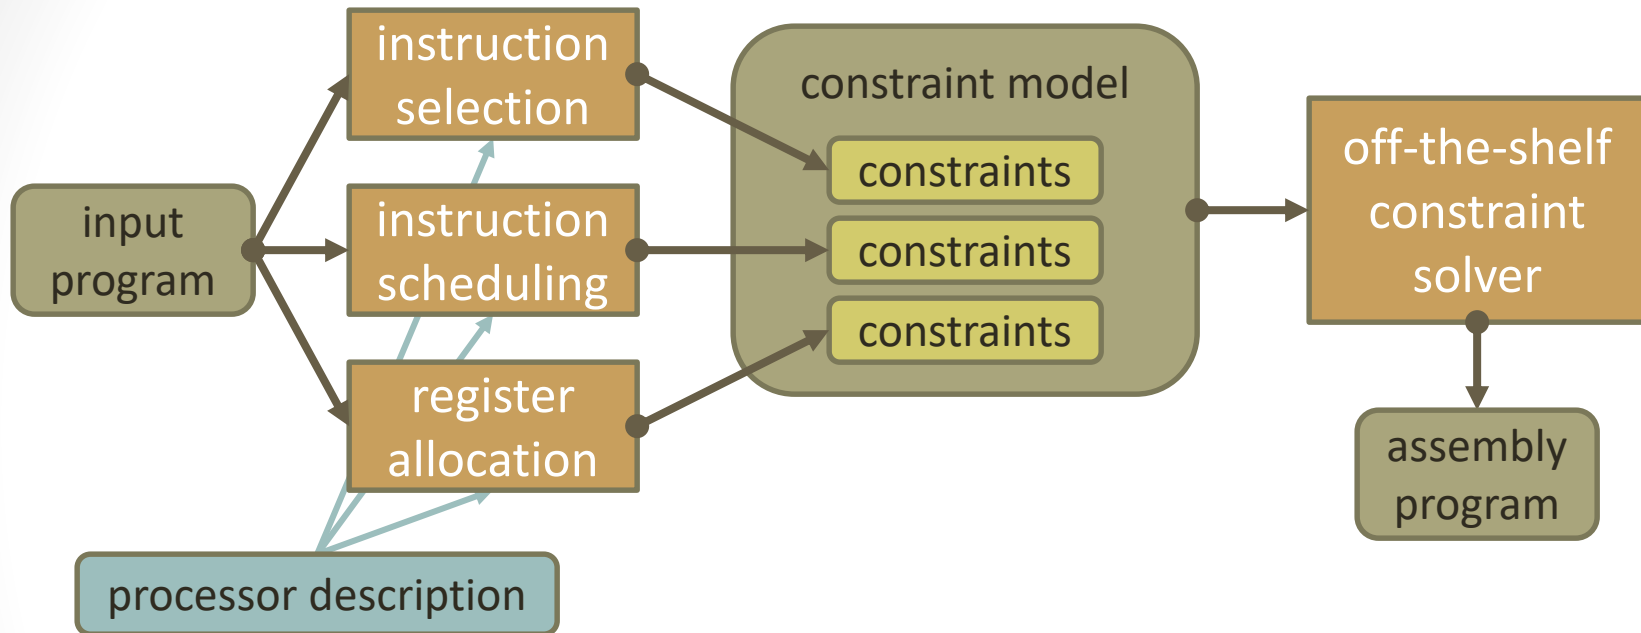 input
program
instruction
selection
instruction
scheduling
register
allocation
processor description
constraint model
constraints
constraints
constraints
off-the-shelf
constraint
solver
assembly
program